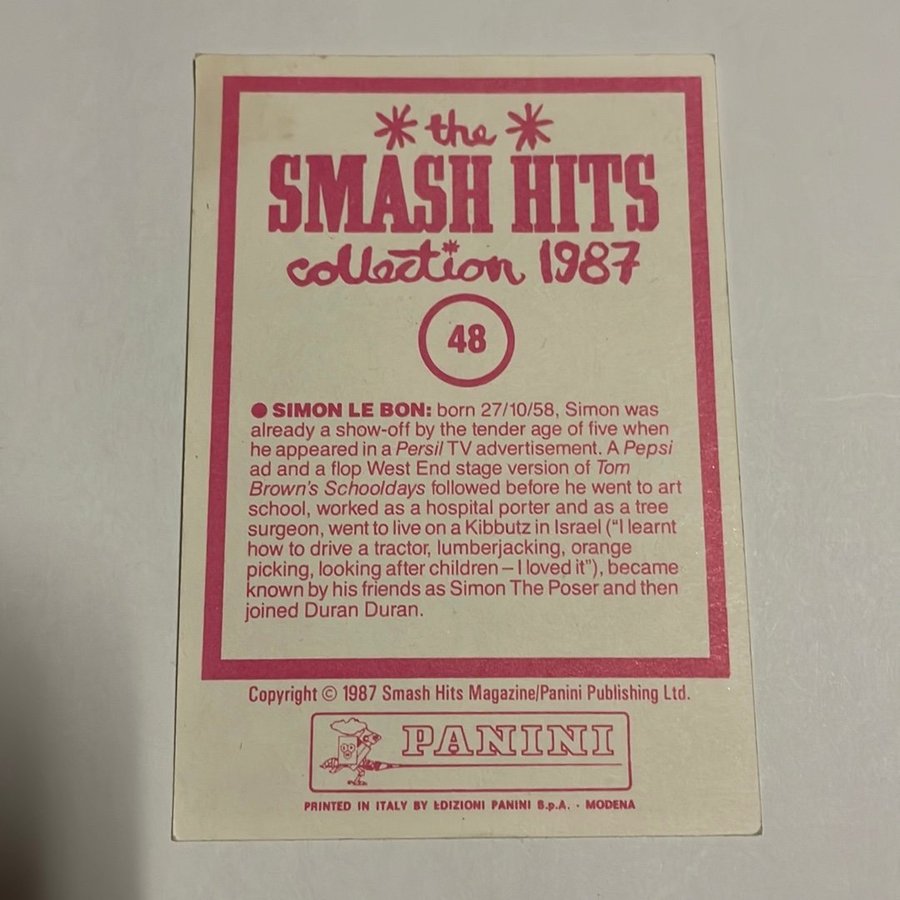 the
SMASH HITS
collection 1987
48
● SIMON LE BON: born 27/10/58, Simon was
already a show-off by the tender age of five when
he appeared in a Persil TV advertisement. A Pepsi
ad and a flop West End stage version of Tom
Brown's Schooldays followed before he went to art
school, worked as a hospital porter and as a tree
surgeon, went to live on a Kibbutz in Israel ("I learnt
how to drive a tractor, lumberjacking, orange
picking, looking after children – I loved it"), became
known by his friends as Simon The Poser and then
joined Duran Duran.
Copyright © 1987 Smash Hits Magazine/Panini Publishing Ltd.
PANINI
PRINTED IN ITALY BY EDIZIONI PANINI S.p.A. - MODENA